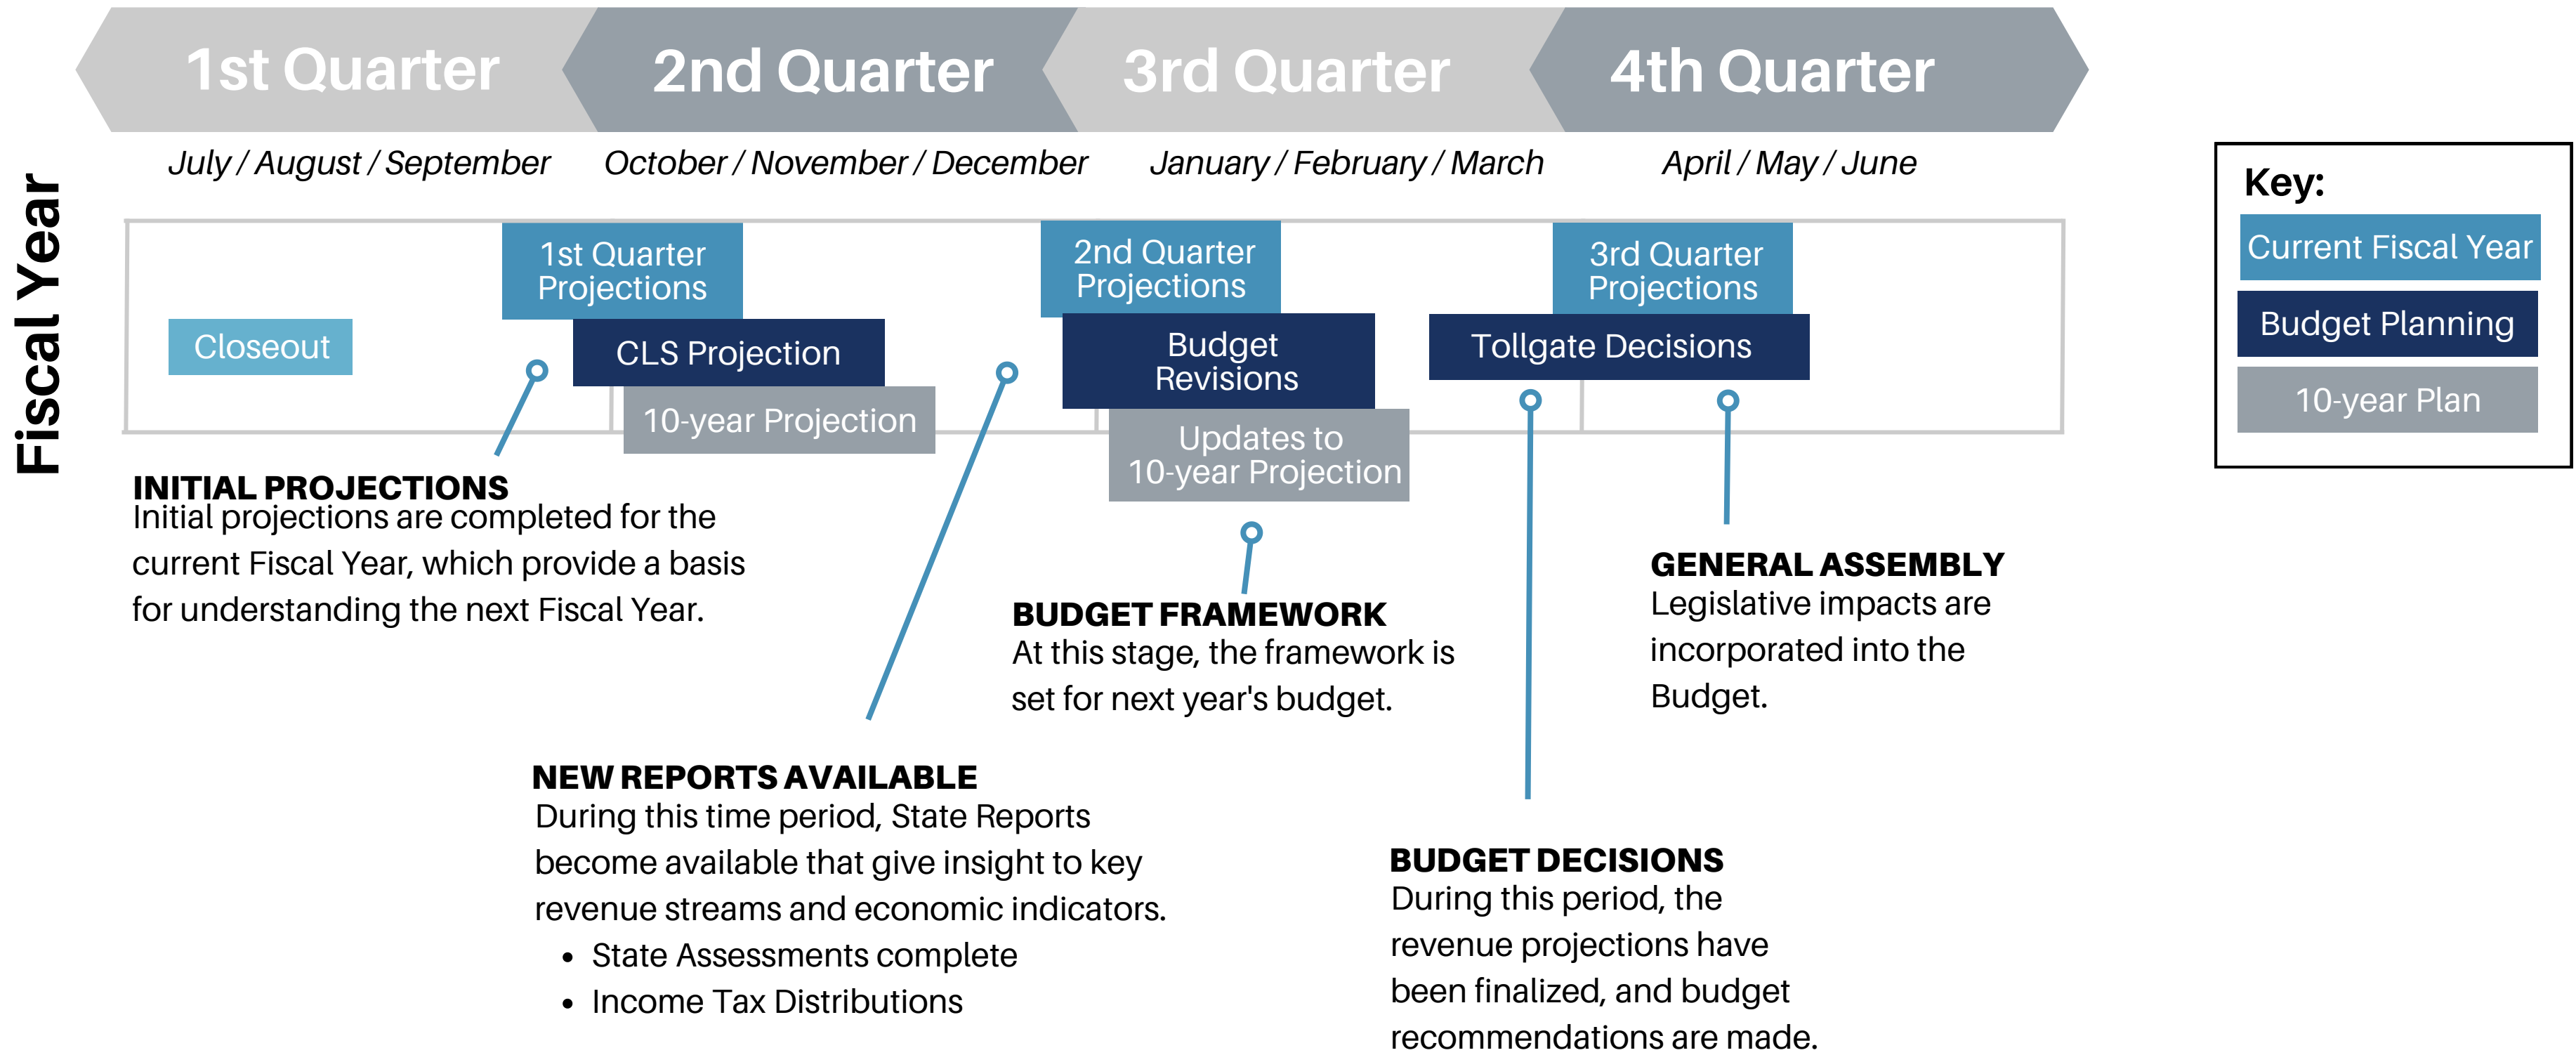 1st Quarter
2nd Quarter
3rd Quarter
4th Quarter
July / August / September
October / November / December
January / February / March
April / May / June
Fiscal Year
Key:
Current Fiscal Year
Budget Planning
10-year Plan
Closeout
1st Quarter
Projections
CLS Projection
10-year Projection
2nd Quarter
Projections
Budget
Revisions
Updates to
10-year Projection
3rd Quarter
Projections
Tollgate Decisions
INITIAL PROJECTIONS
Initial projections are completed for the
current Fiscal Year, which provide a basis
for understanding the next Fiscal Year.
NEW REPORTS AVAILABLE
During this time period, State Reports
become available that give insight to key
revenue streams and economic indicators.
• State Assessments complete
• Income Tax Distributions
BUDGET FRAMEWORK
At this stage, the framework is
set for next year's budget.
BUDGET DECISIONS
During this period, the
revenue projections have
been finalized, and budget
recommendations are made.
GENERAL ASSEMBLY
Legislative impacts are
incorporated into the
Budget.